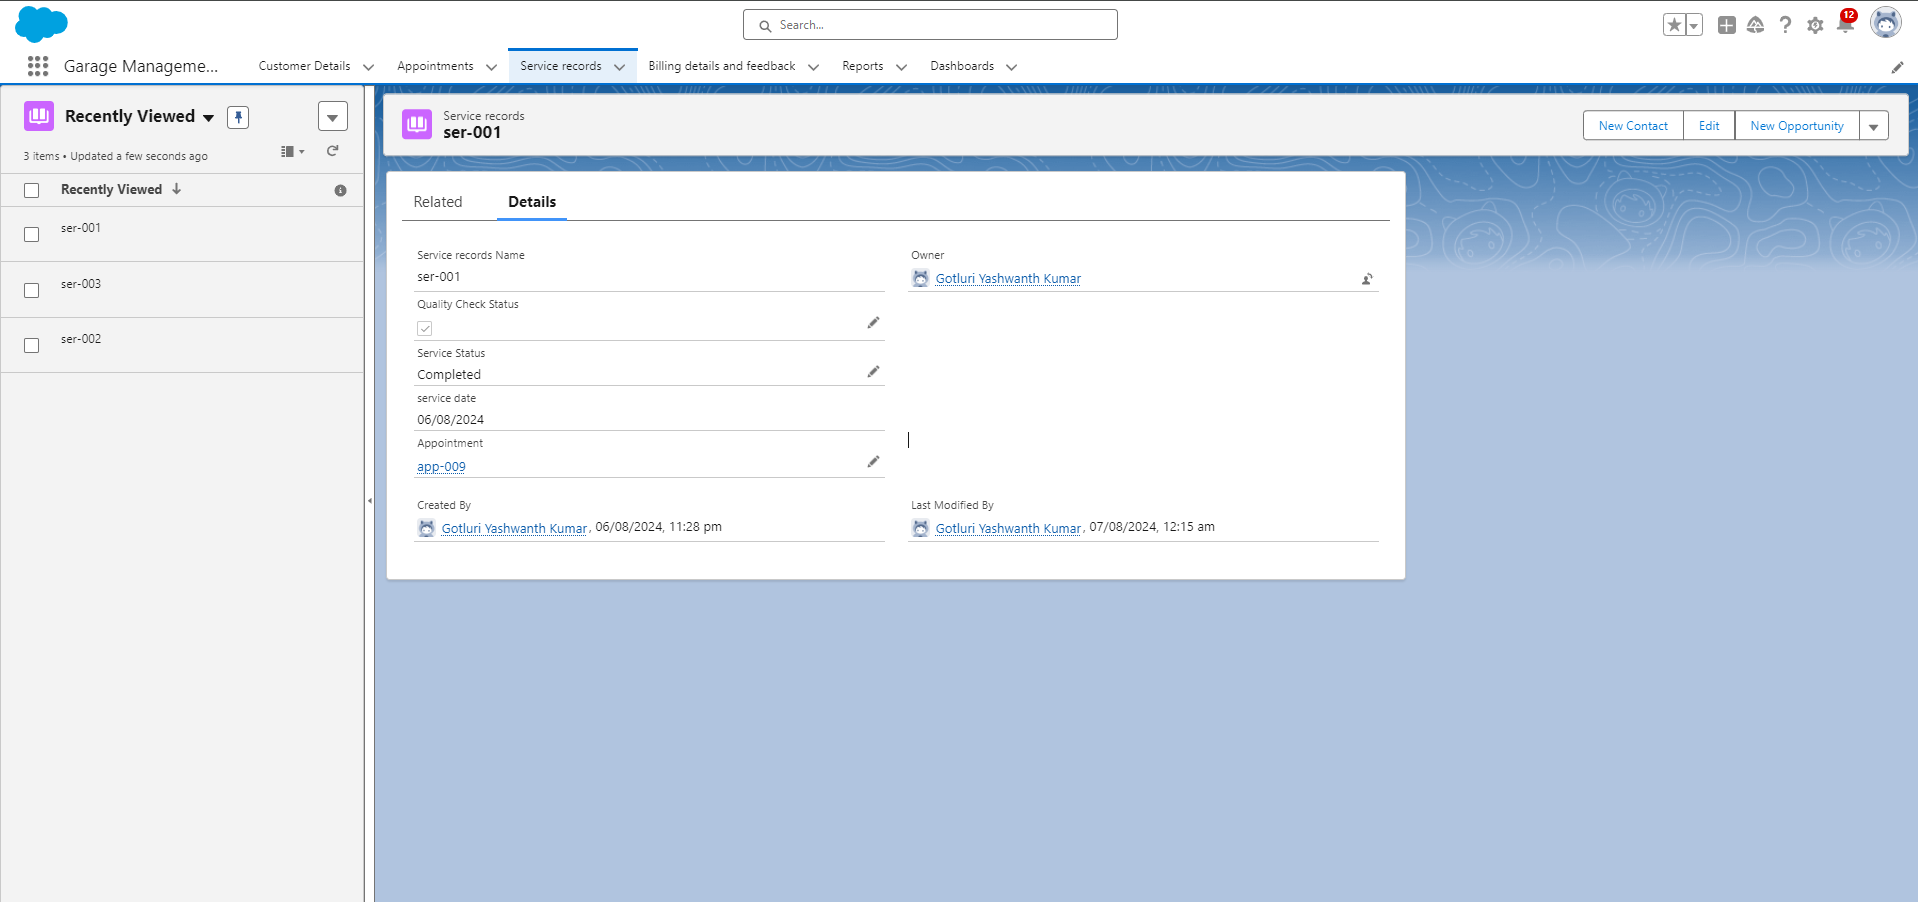 Search...
12
Garage Manageme...
Customer Details
Appointments
Service records
Billing details and feedback
Reports
Dashboards
Recently Viewed
3 items • Updated a few seconds ago
Recently Viewed
ser-001
ser-003
ser-002
Service records
ser-001
New Contact
Edit
New Opportunity
Related
Details
Service records Name
ser-001
Owner
Gotluri Yashwanth Kumar
Quality Check Status
Service Status
Completed
service date
06/08/2024
Appointment
app-009
Created By
Gotluri Yashwanth Kumar, 06/08/2024, 11:28 pm
Last Modified By
Gotluri Yashwanth Kumar, 07/08/2024, 12:15 am